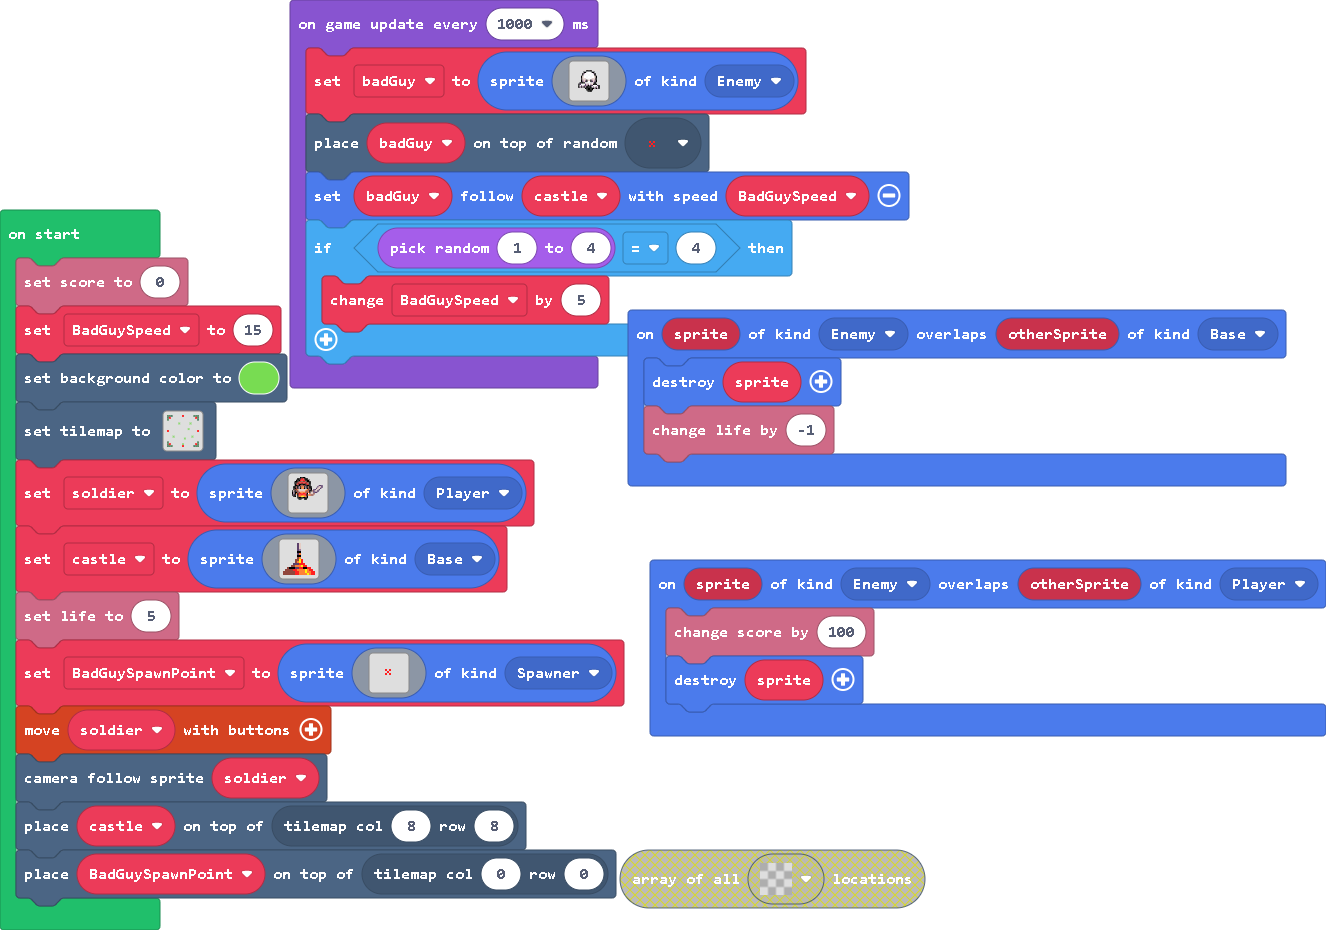 on game update every 1000 ms
set badGuy to sprite of kind Enemy
place badGuy on top of random
set badGuy follow castle with speed BadGuySpeed
if pick random 1 to 4 = 4 then
change BadGuySpeed by 5
on start
set score to 0
set BadGuySpeed to 15
set background color to
set tilemap to
set soldier to sprite of kind Player
set castle to sprite of kind Base
set life to 5
set BadGuySpawnPoint to sprite of kind Spawner
move soldier with buttons
camera follow sprite soldier
place castle on top of tilemap col 8 row 8
place BadGuySpawnPoint on top of tilemap col 0 row 0
array of all locations
on sprite of kind Enemy overlaps otherSprite of kind Base
destroy sprite
change life by -1
on sprite of kind Enemy overlaps otherSprite of kind Player
change score by 100
destroy sprite